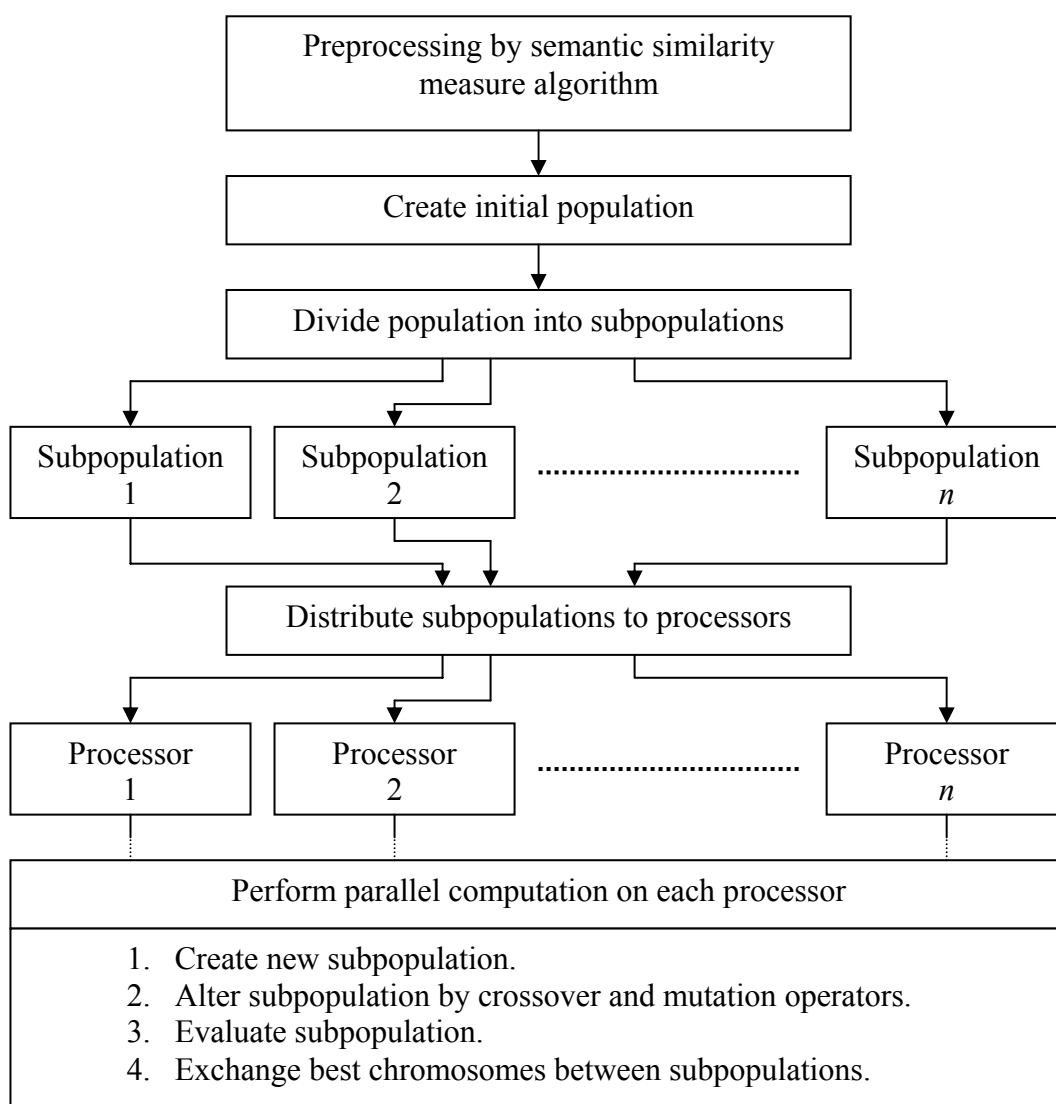 Preprocessing by semantic similarity
measure algorithm
Create initial population
Divide population into subpopulations
Subpopulation
1
Subpopulation
2
Subpopulation
n
Distribute subpopulations to processors
Processor
1
Processor
2
Processor
n
Perform parallel computation on each processor
1. Create new subpopulation.
2. Alter subpopulation by crossover and mutation operators.
3. Evaluate subpopulation.
4. Exchange best chromosomes between subpopulations.